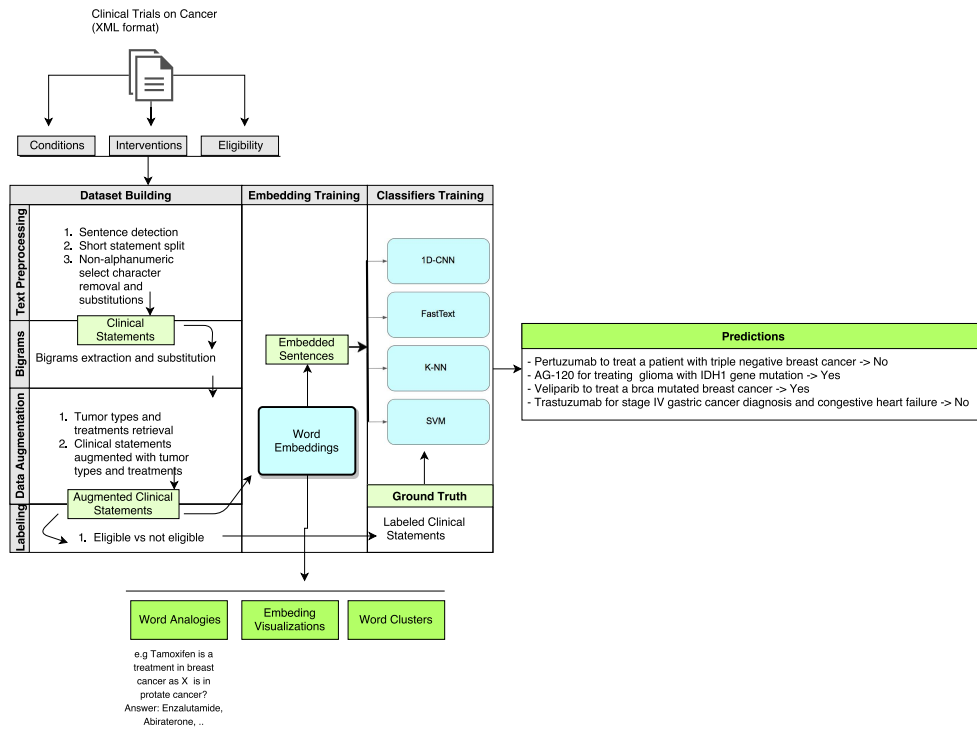 Clinical Trials on Cancer
(XML format)
Conditions
Interventions
Eligibility
Dataset Building
Embedding Training
Classifiers Training
Text Preprocessing
1. Sentence detection
2. Short statement split
3. Non-alphanumeric
select character
removal and
substitutions
Clinical
Statements
Bigrams
Bigrams extraction and substitution
Data Augmentation
1. Tumor types and
treatments retrieval
2. Clinical statements
augmented with tumor
types and treatments
Augmented Clinical
Statements
Labeling
1. Eligible vs not eligible
Embedded
Sentences
Word
Embeddings
1D-CNN
FastText
K-NN
SVM
Ground Truth
Labeled Clinical
Statements
Predictions
- Pertuzumab to treat a patient with triple negative breast cancer -> No
- AG-120 for treating glioma with IDH1 gene mutation -> Yes
- Veliparib to treat a brca mutated breast cancer -> Yes
- Trastuzumab for stage IV gastric cancer diagnosis and congestive heart failure -> No
Word Analogies
Embeding
Visualizations
Word Clusters
e.g Tamoxifen is a
treatment in breast
cancer as X is in
protate cancer?
Answer: Enzalutamide,
Abiraterone, ..